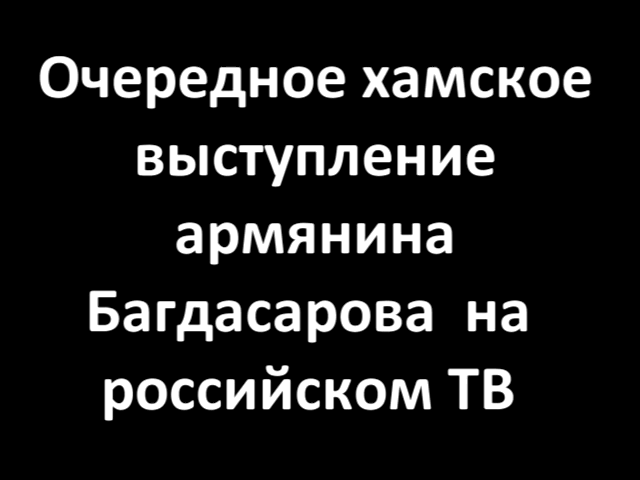 Очередное хамское
выступление
армянина
Багдасарова на
российском ТВ